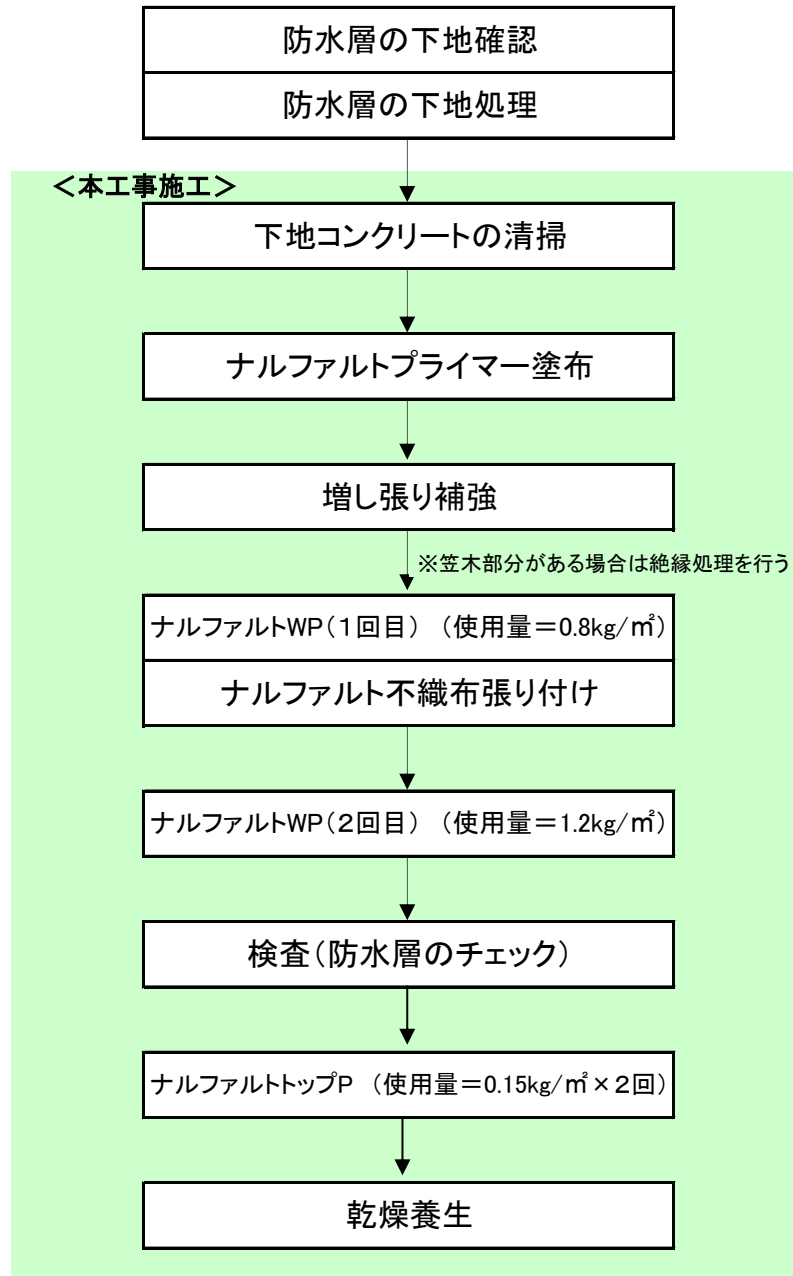 防水層の下地確認
防水層の下地処理
＜本工事施工＞
下地コンクリートの清掃
ナルファルトプライマー塗布
増し張り補強
※笠木部分がある場合は絶縁処理を行う
ナルファルトWP（１回目）　（使用量＝0.8kg/㎡）
ナルファルト不織布張り付け
ナルファルトWP（２回目）　（使用量＝1.2kg/㎡）
検査（防水層のチェック）
ナルファルトトップP　（使用量＝0.15kg/㎡×２回）
乾燥養生